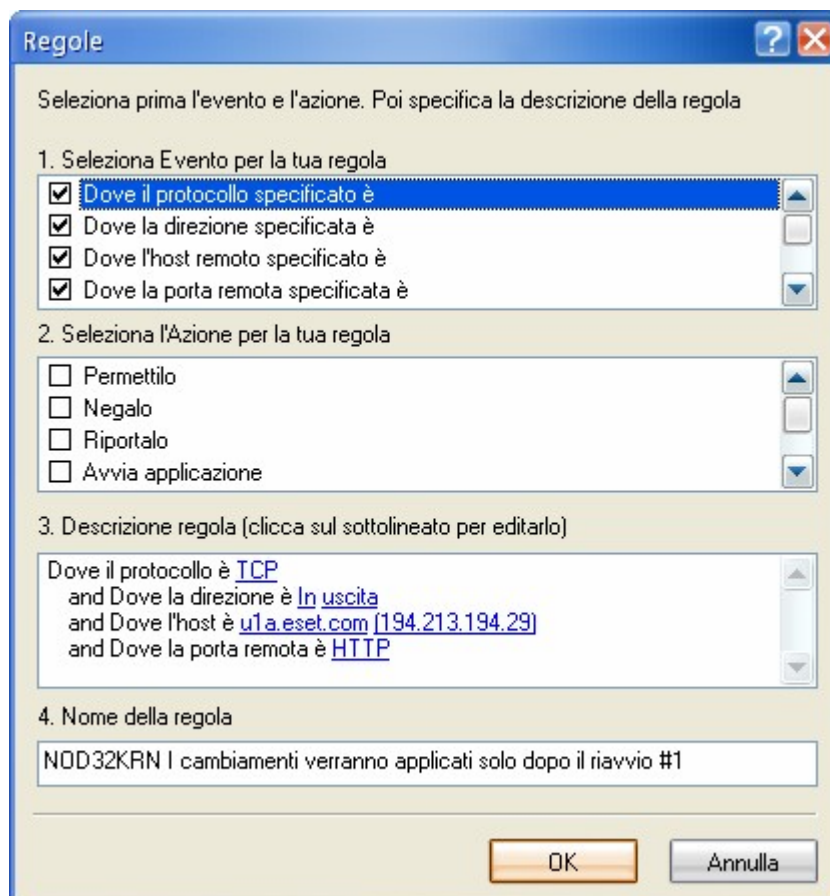 Regole
Seleziona prima l'evento e l'azione. Poi specifica la descrizione della regola
1. Seleziona Evento per la tua regola
Dove il protocollo specificato è
Dove la direzione specificata è
Dove l'host remoto specificato è
Dove la porta remota specificata è
2. Seleziona l'Azione per la tua regola
Permettilo
Negalo
Riportalo
Avvia applicazione
3. Descrizione regola (clicca sul sottolineato per editarlo)
Dove il protocollo è TCP
and Dove la direzione è In uscita
and Dove l'host è u1a.eset.com (194.213.194.29)
and Dove la porta remota è HTTP
4. Nome della regola
NOD32KRN I cambiamenti verranno applicati solo dopo il riavvio #1
OK
Annulla